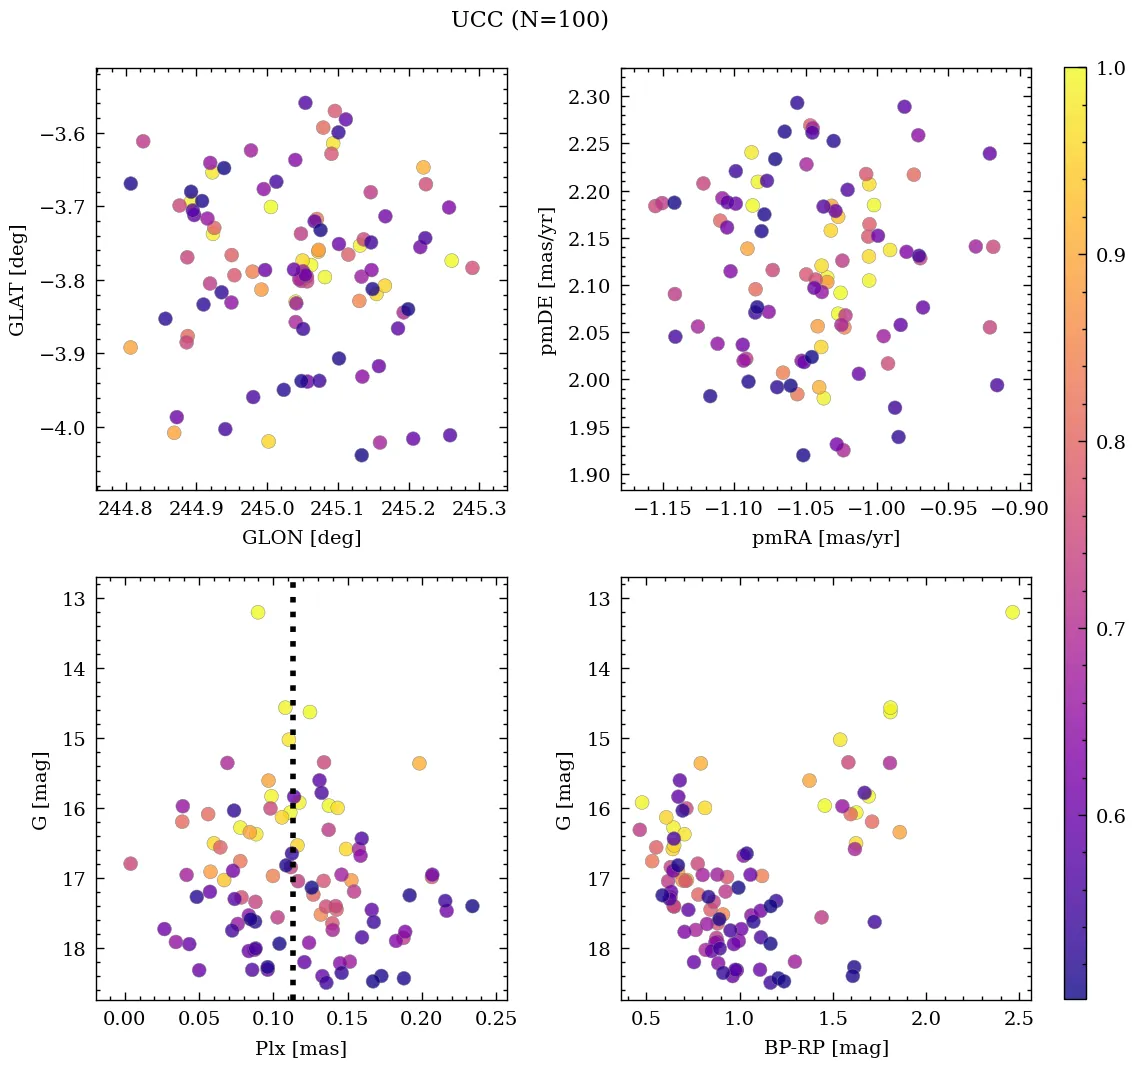 UCC (N=100)
−3.6
−3.7
−3.8
−3.9
−4.0
GLAT [deg]
244.8 244.9 245.0 245.1 245.2 245.3
GLON [deg]
2.30
2.25
2.20
2.15
2.10
2.05
2.00
1.95
1.90
pmDE [mas/yr]
−1.15 −1.10 −1.05 −1.00 −0.95 −0.90
pmRA [mas/yr]
13
14
15
16
17
18
G [mag]
0.00 0.05 0.10 0.15 0.20 0.25
Plx [mas]
13
14
15
16
17
18
G [mag]
0.5 1.0 1.5 2.0 2.5
BP-RP [mag]
1.0
0.9
0.8
0.7
0.6